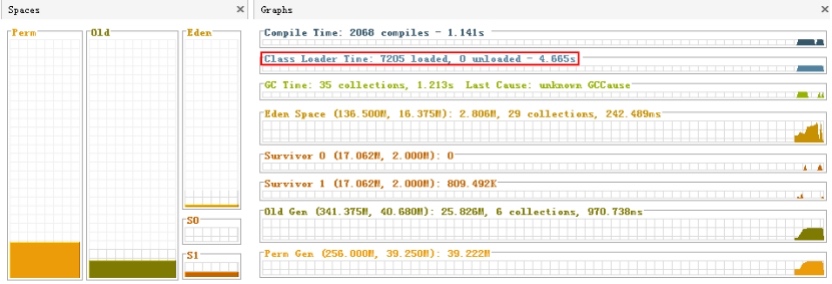 Spaces
Graphs
Perm
Old
Eden
S0
S1
Compile Time: 2068 compiles - 1.141s
Class Loader Time: 7205 loaded, 0 unloaded - 4.665s
GC Time: 35 collections, 1.213s Last Cause: unknown GCCause
Eden Space (136.500M, 16.375M): 2.806M, 29 collections, 242.489ms
Survivor 0 (17.062M, 2.000M): 0
Survivor 1 (17.062M, 2.000M): 809.492K
Old Gen (341.375M, 40.680M): 25.826M, 6 collections, 970.738ms
Perm Gen (256.000M, 39.250M): 39.222M